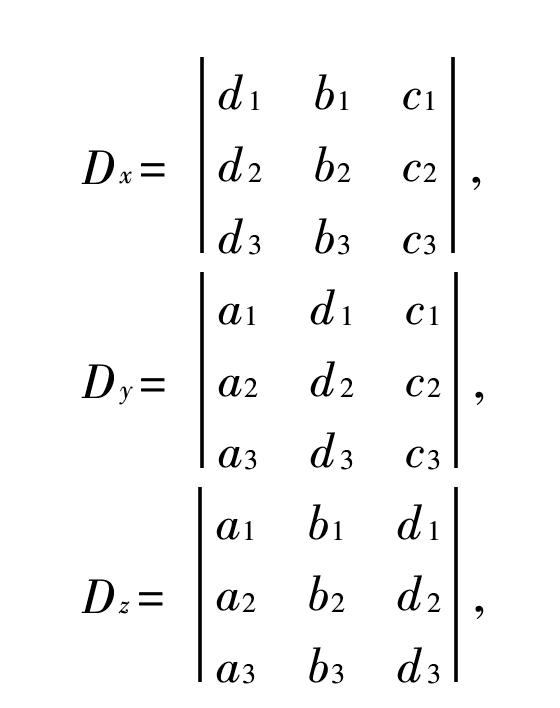 d1 b1 c1
Dx= d2 b2 c2 ,
d3 b3 c3
a1 d1 c1
Dy= a2 d2 c2 ,
a3 d3 c3
a1 b1 d1
Dz= a2 b2 d2 ,
a3 b3 d3